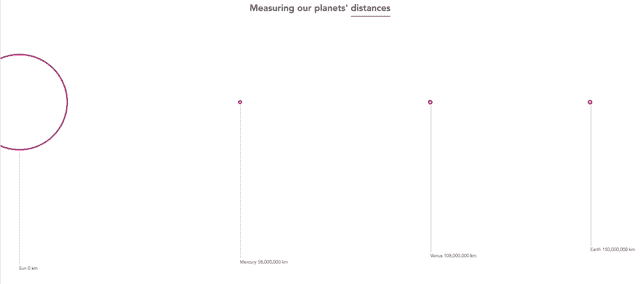 Measuring our planets' distances
Sun 0 km
Mercury 58,000,000 km
Venus 108,000,000 km
Earth 150,000,000 km